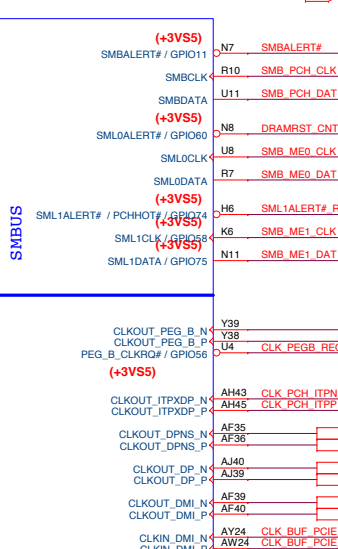 (+3VS5)
SMBALERT# / GPIO11 N7 SMBALERT#
SMBCLK R10 SMB_PCH_CLK
SMBDATA U11 SMB_PCH_DAT
(+3VS5)
SML0ALERT# / GPIO60 N8 DRAMRST_CNT
SML0CLK U8 SMB_ME0_CLK
SML0DATA R7 SMB_ME0_DAT
(+3VS5)
SML1ALERT# / PCHHOT# / GPIO74 H6 SML1ALERT#_R
(+3VS5)
SML1CLK / GPIO58 K6 SMB_ME1_CLK
(+3VS5)
SML1DATA / GPIO75 N11 SMB_ME1_DAT
SMBUS
CLKOUT_PEG_B_N Y39
CLKOUT_PEG_B_P Y38
PEG_B_CLKRQ# / GPIO56 U4 CLK_PEGB_REQ
(+3VS5)
CLKOUT_ITPXDP_N AH43 CLK_PCH_ITPN
CLKOUT_ITPXDP_P AH45 CLK_PCH_ITPP
CLKOUT_DPNS_N AF35
CLKOUT_DPNS_P AF36
CLKOUT_DP_N AJ40
CLKOUT_DP_P AJ39
CLKOUT_DMI_N AF39
CLKOUT_DMI_P AF40
CLKIN_DMI_N AY24 CLK_BUF_PCIE
CLKIN_DMI_P AW24 CLK_BUF_PCIE